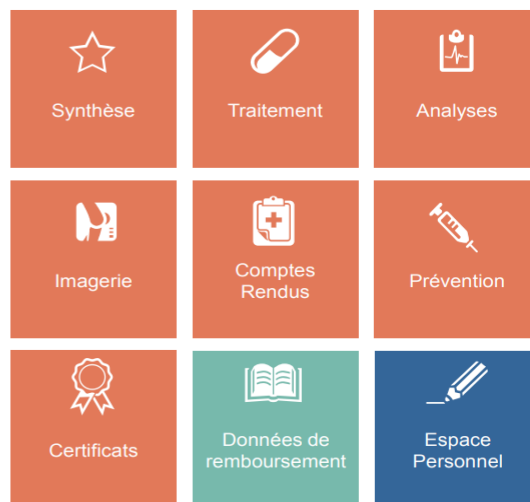 Synthèse
Traitement
Analyses
Imagerie
Comptes
Rendus
Prévention
Certificats
Données de
remboursement
Espace
Personnel